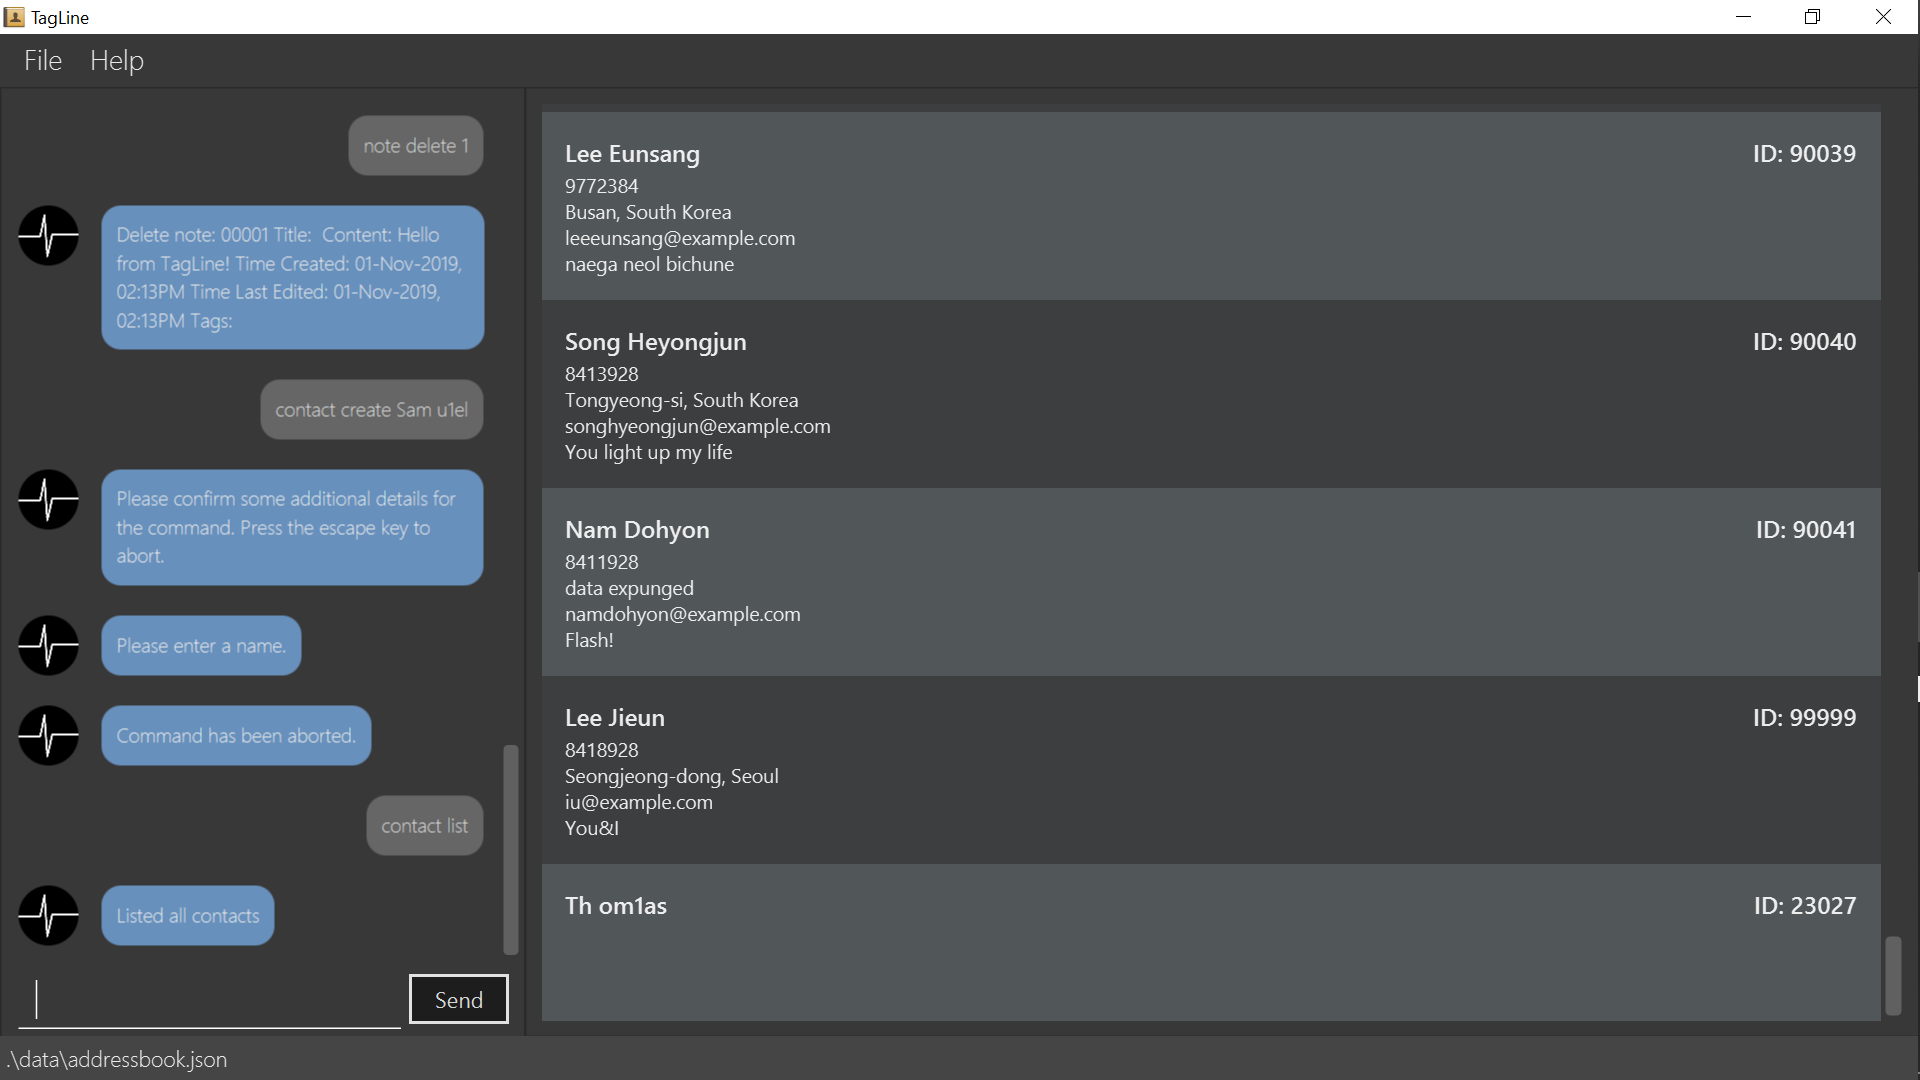 TagLine
File Help
note delete 1
Delete note: 00001 Title:  Content: Hello
from TagLine! Time Created: 01-Nov-2019,
02:13PM Time Last Edited: 01-Nov-2019,
02:13PM Tags:
contact create Sam u1el
Please confirm some additional details for
the command. Press the escape key to
abort.
Please enter a name.
Command has been aborted.
contact list
Listed all contacts
Send
Lee Eunsang ID: 90039
9772384
Busan, South Korea
leeeunsang@example.com
naega neol bichune
Song Heyongjun ID: 90040
8413928
Tongyeong-si, South Korea
songhyeongjun@example.com
You light up my life
Nam Dohyon ID: 90041
8411928
data expunged
namdohyon@example.com
Flash!
Lee Jieun ID: 99999
8418928
Seongjeong-dong, Seoul
iu@example.com
You&I
Th om1as ID: 23027
.\data\addressbook.json